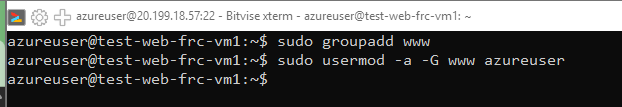 azureuser@20.199.18.57:22 - Bitvise xterm - azureuser@test-web-frc-vm1: ~
azureuser@test-web-frc-vm1:~$ sudo groupadd www
azureuser@test-web-frc-vm1:~$ sudo usermod -a -G www azureuser
azureuser@test-web-frc-vm1:~$